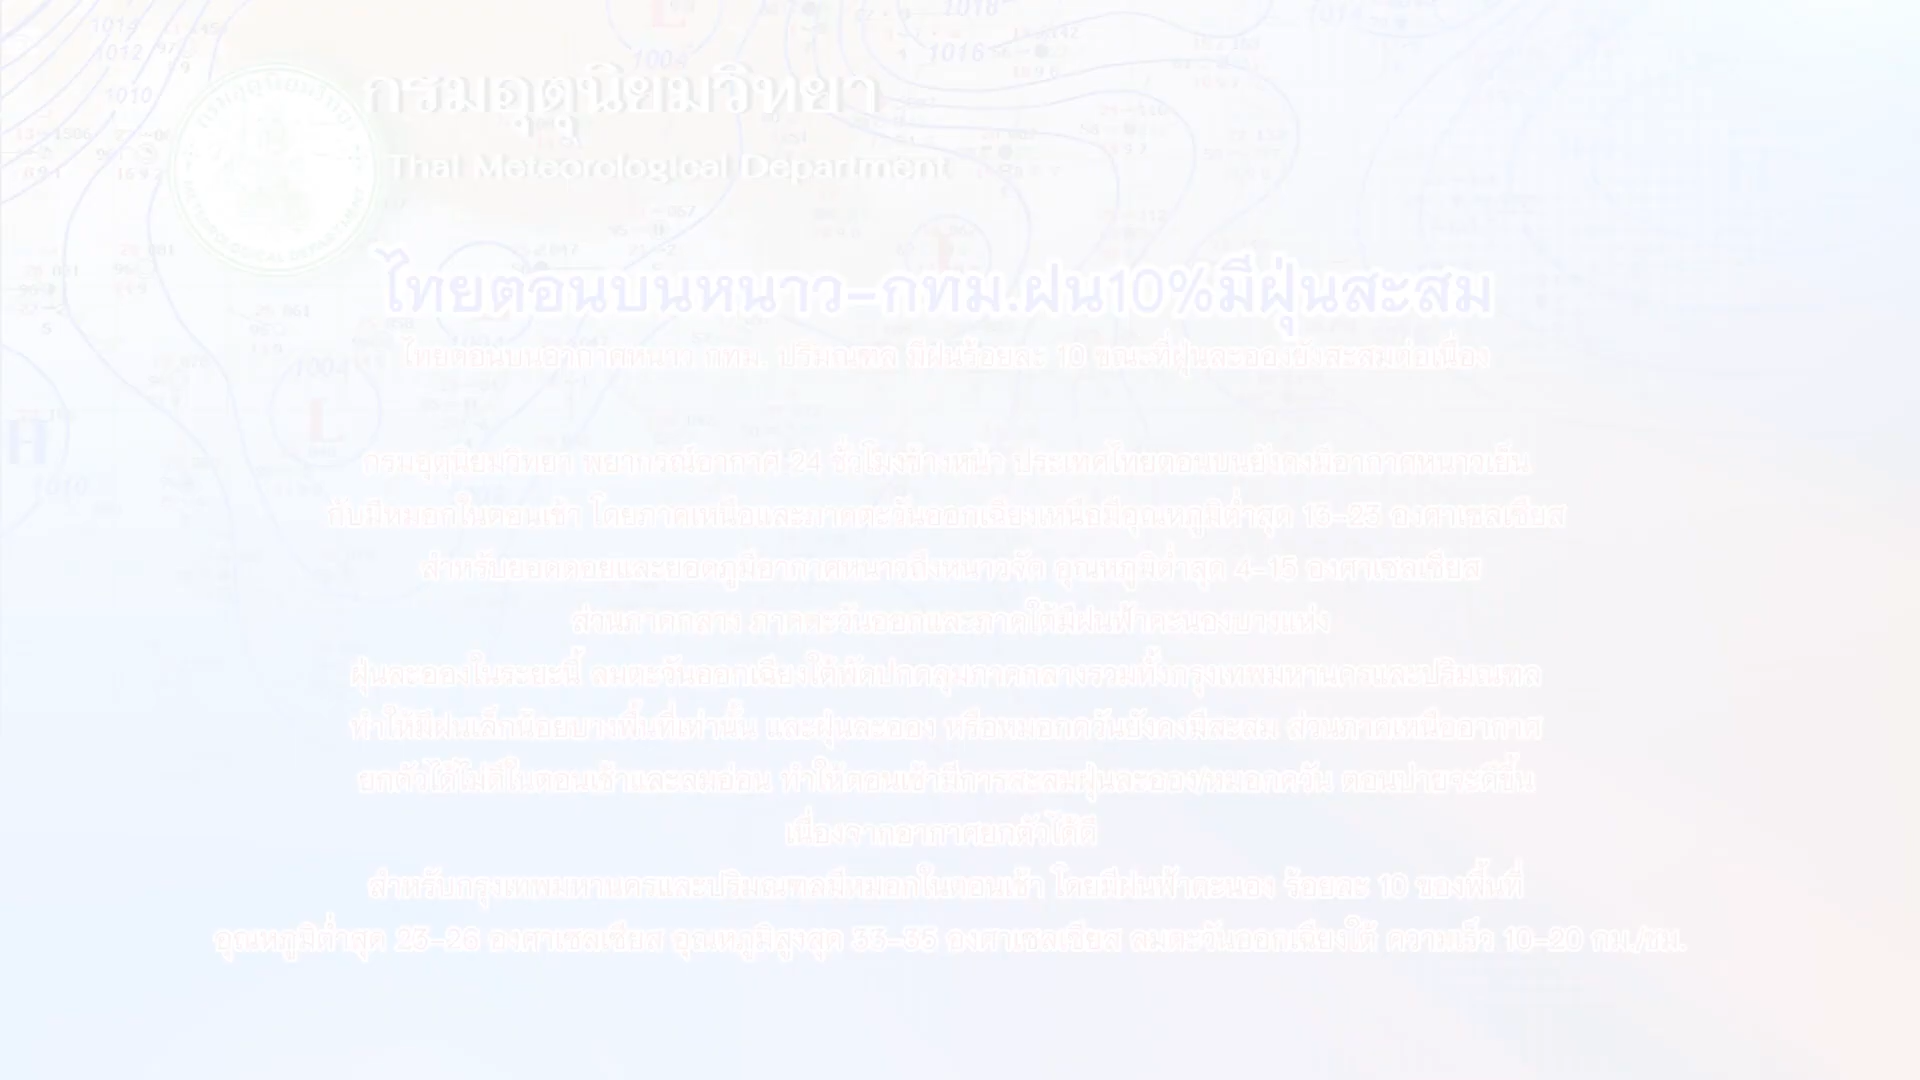 กรมอุตุนิยมวิทยา
Thai Meteorological Department
ไทยตอนบนหนาว-กทม.ฝน10%มีฝุ่นสะสม
ไทยตอนบนอากาศหนาว กทม. ปริมณฑล มีฝนร้อยละ 10 ขณะที่ฝุ่นละอองยังสะสมต่อเนื่อง
กรมอุตุนิยมวิทยา พยากรณ์อากาศ 24 ชั่วโมงข้างหน้า ประเทศไทยตอนบนยังคงมีอากาศหนาวเย็น
กับมีหมอกในตอนเช้า โดยภาคเหนือและภาคตะวันออกเฉียงเหนือมีอุณหภูมิต่ำสุด 13-23 องศาเซลเซียส
สำหรับยอดดอยและยอดภูมีอากาศหนาวถึงหนาวจัด อุณหภูมิต่ำสุด 4-15 องศาเซลเซียส
ส่วนภาคกลาง ภาคตะวันออกและภาคใต้มีฝนฟ้าคะนองบางแห่ง
ฝุ่นละอองในระยะนี้ ลมตะวันออกเฉียงใต้พัดปกคลุมภาคกลางรวมทั้งกรุงเทพมหานครและปริมณฑล
ทำให้มีฝนเล็กน้อยบางพื้นที่เท่านั้น และฝุ่นละออง หรือหมอกควันยังคงมีสะสม ส่วนภาคเหนืออากาศ
ยกตัวได้ไม่ดีในตอนเช้าและลมอ่อน ทำให้ตอนเช้ามีการสะสมฝุ่นละออง/หมอกควัน ตอนบ่ายจะดีขึ้น
เนื่องจากอากาศยกตัวได้ดี
สำหรับกรุงเทพมหานครและปริมณฑลมีหมอกในตอนเช้า โดยมีฝนฟ้าคะนอง ร้อยละ 10 ของพื้นที่
อุณหภูมิต่ำสุด 23-26 องศาเซลเซียส อุณหภูมิสูงสุด 33-35 องศาเซลเซียส ลมตะวันออกเฉียงใต้ ความเร็ว 10-20 กม./ชม.